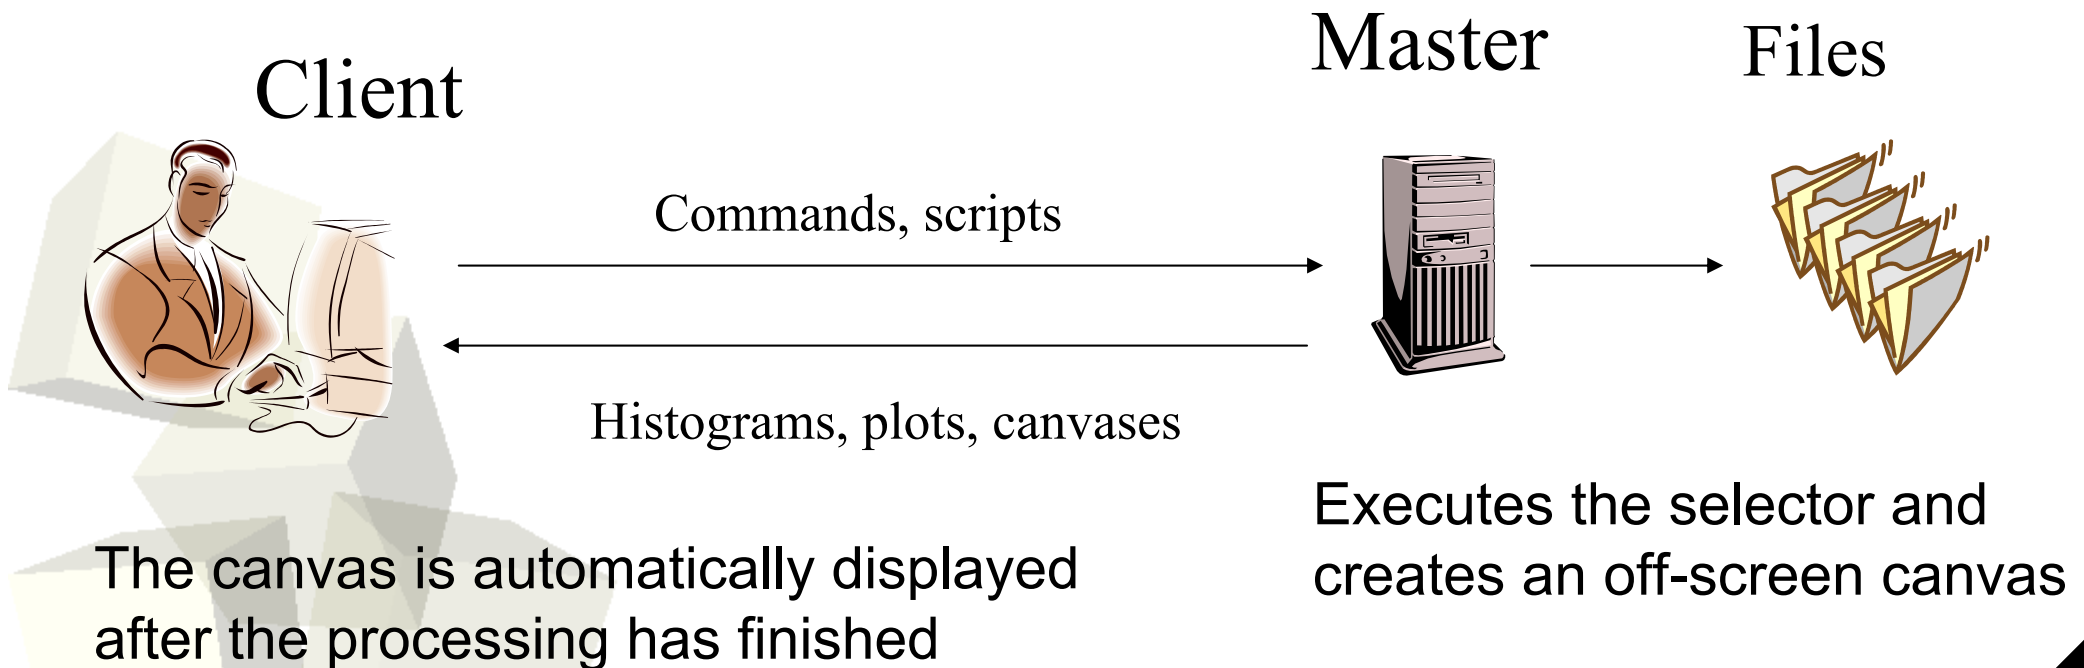 Client
Master
Files
Commands, scripts
Histograms, plots, canvases
The canvas is automatically displayed
after the processing has finished
Executes the selector and
creates an off-screen canvas